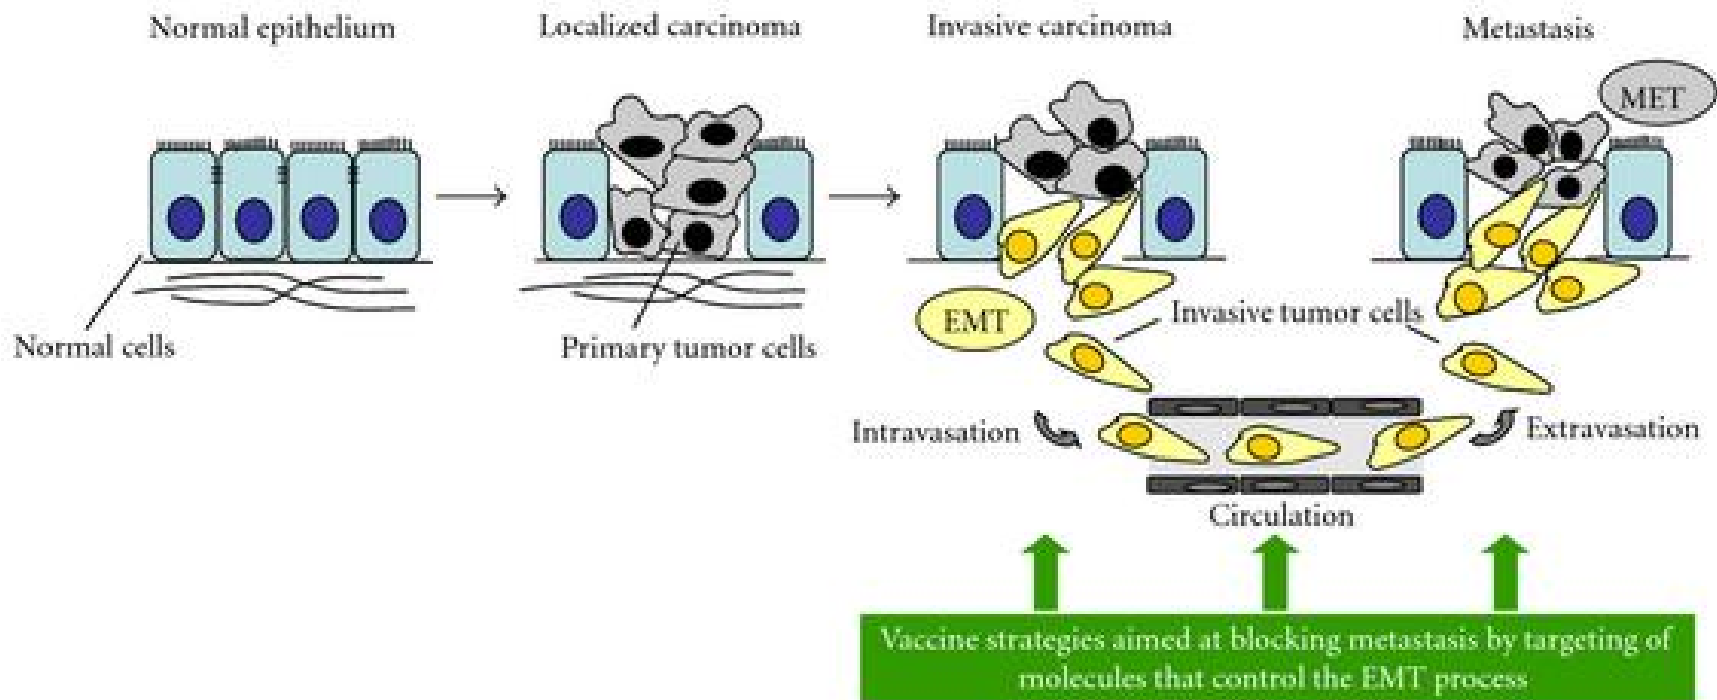 Normal epithelium
Localized carcinoma
Invasive carcinoma
Metastasis
MET
EMT
Invasive tumor cells
Normal cells
Primary tumor cells
Intravasation
Extravasation
Circulation
Vaccine strategies aimed at blocking metastasis by targeting of
molecules that control the EMT process